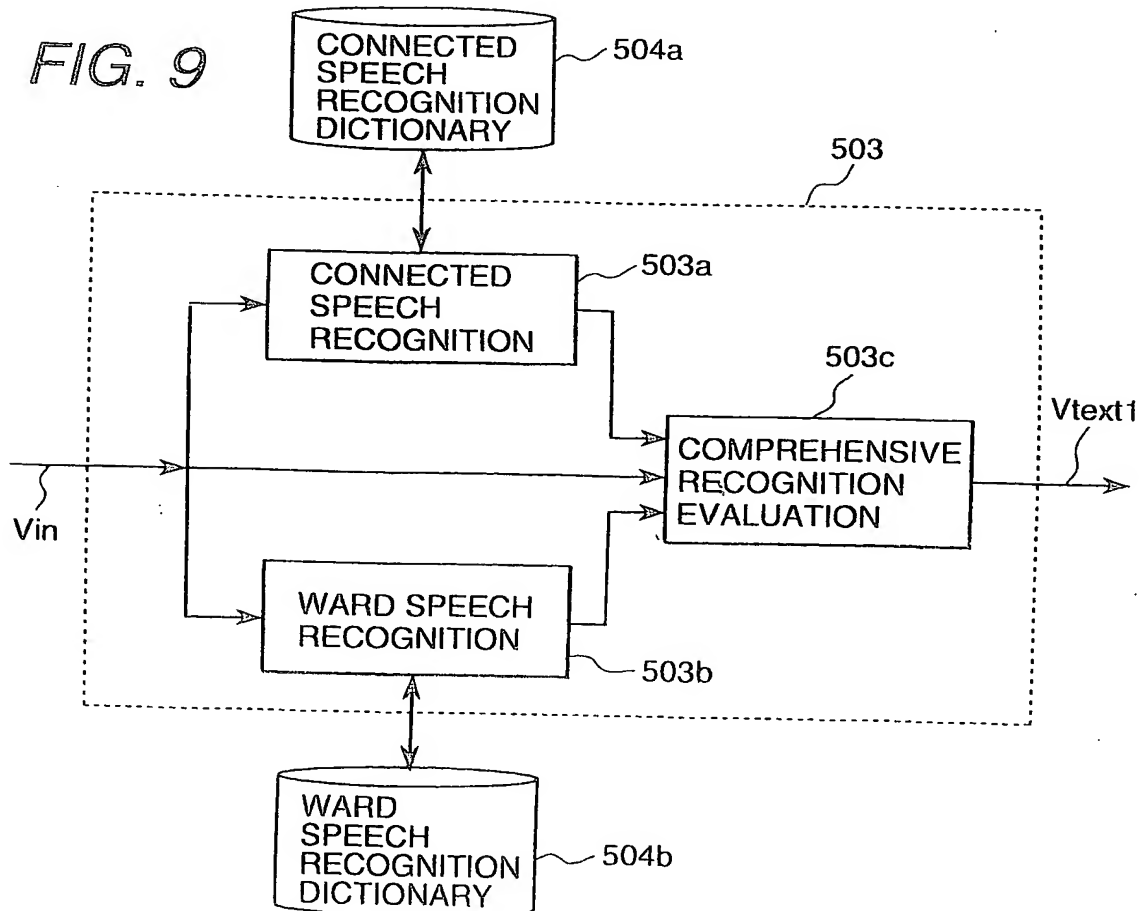 FIG. 9
CONNECTED
SPEECH
RECOGNITION
DICTIONARY
504a
503
CONNECTED
SPEECH
RECOGNITION
503a
503c
COMPREHENSIVE
RECOGNITION
EVALUATION
Vtext1
Vin
WARD SPEECH
RECOGNITION
503b
WARD
SPEECH
RECOGNITION
DICTIONARY
504b